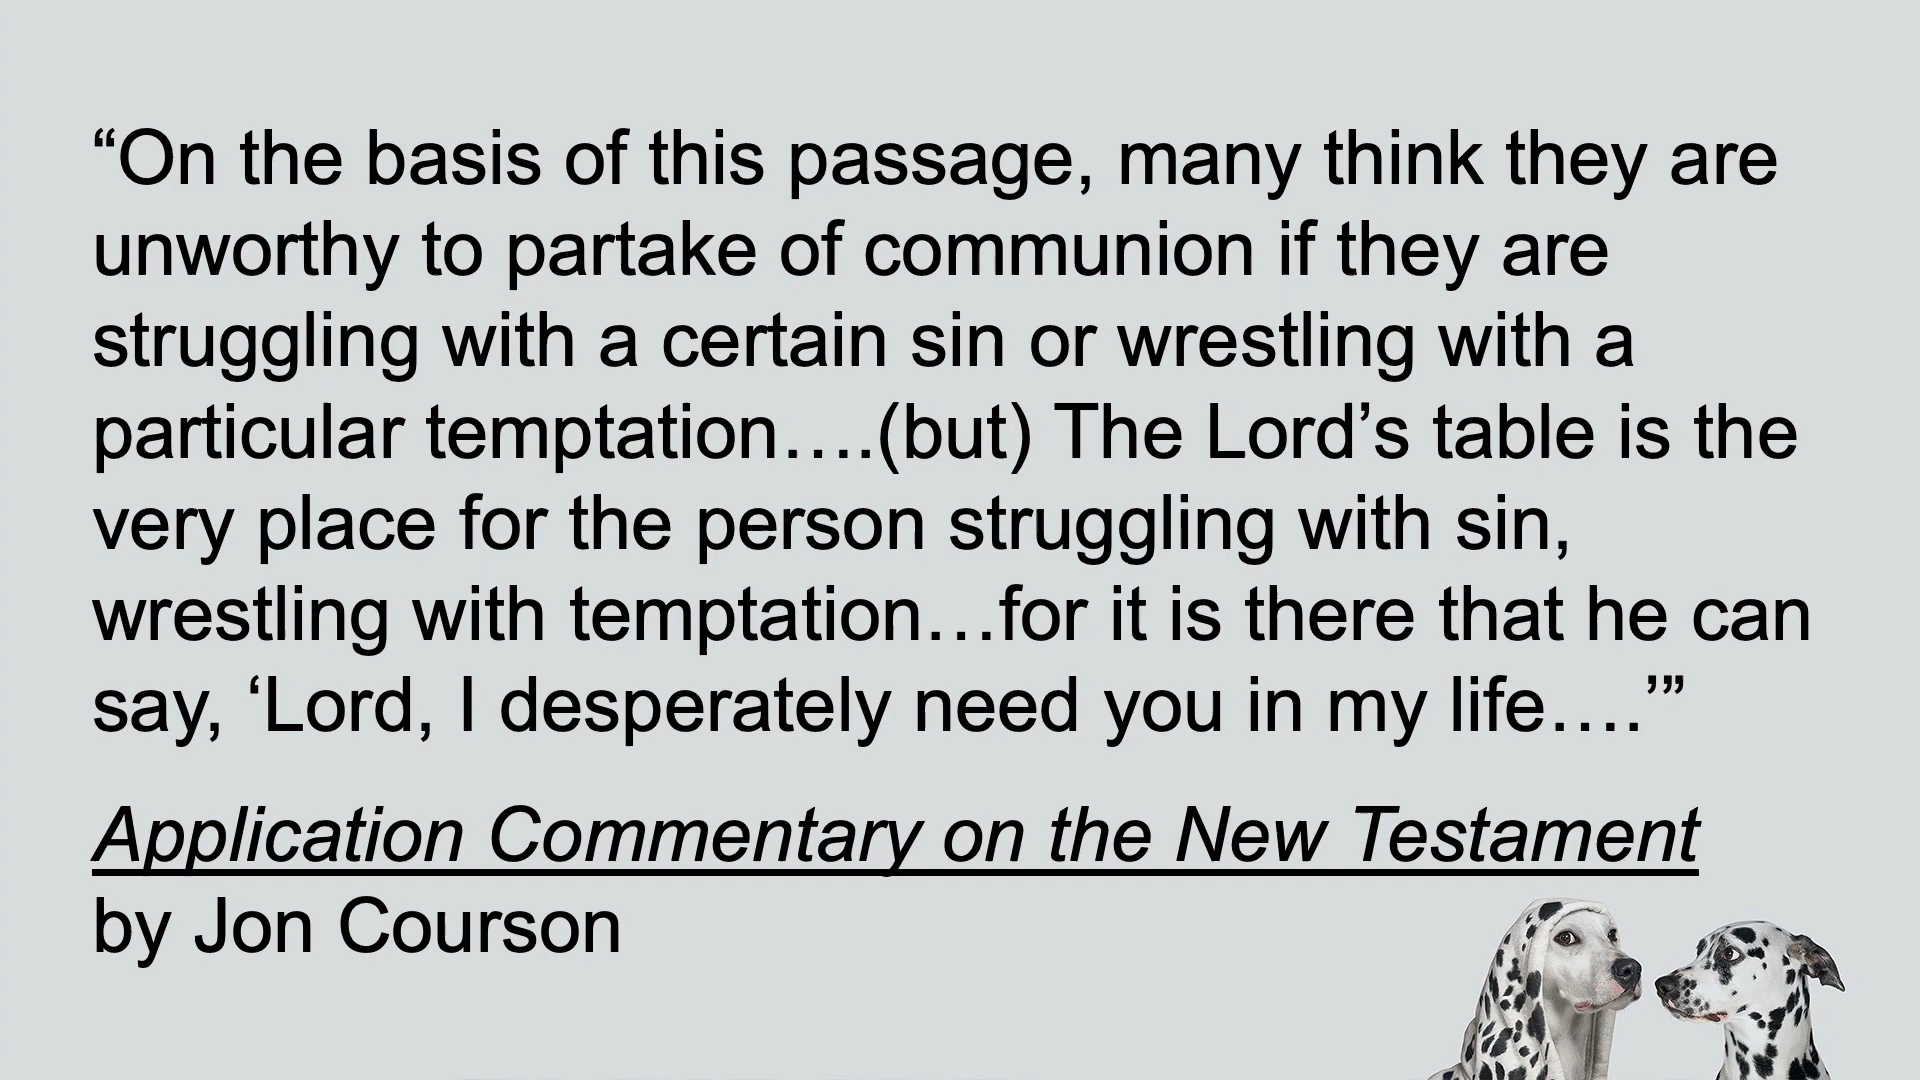 “On the basis of this passage, many think they are
unworthy to partake of communion if they are
struggling with a certain sin or wrestling with a
particular temptation….(but) The Lord’s table is the
very place for the person struggling with sin,
wrestling with temptation…for it is there that he can
say, ‘Lord, I desperately need you in my life….’”
Application Commentary on the New Testament
by Jon Courson